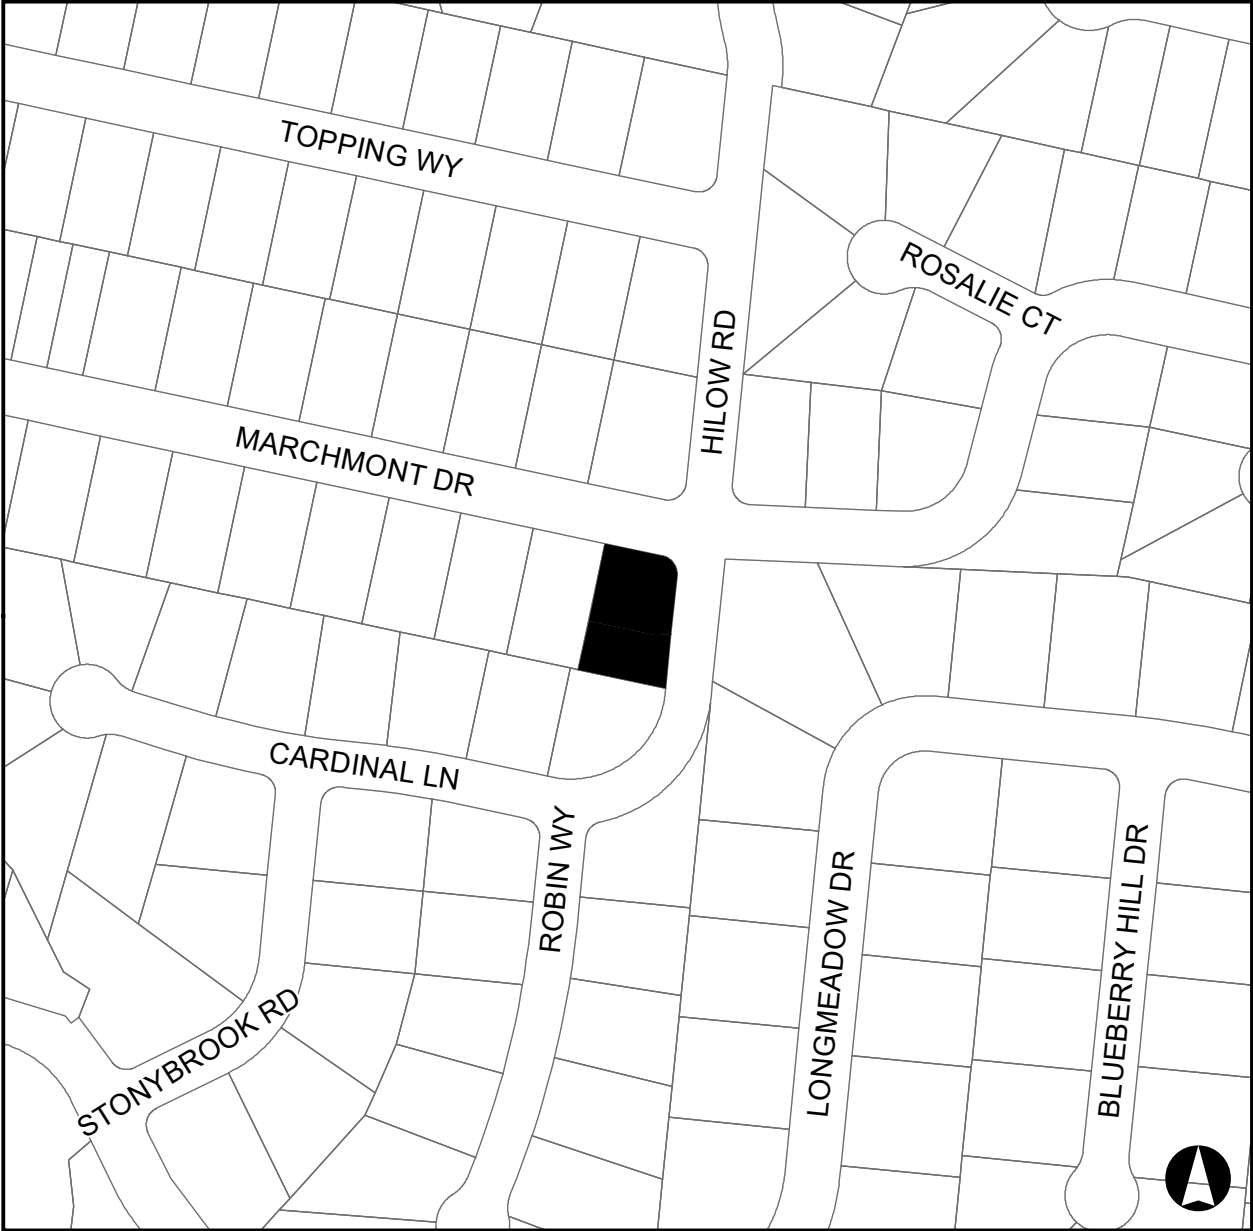 TOPPING WY
ROSALIE CT
HILOW RD
MARCHMONT DR
CARDINAL LN
ROBIN WY
LONGMEADOW DR
BLUEBERRY HILL DR
STONYBROOK RD